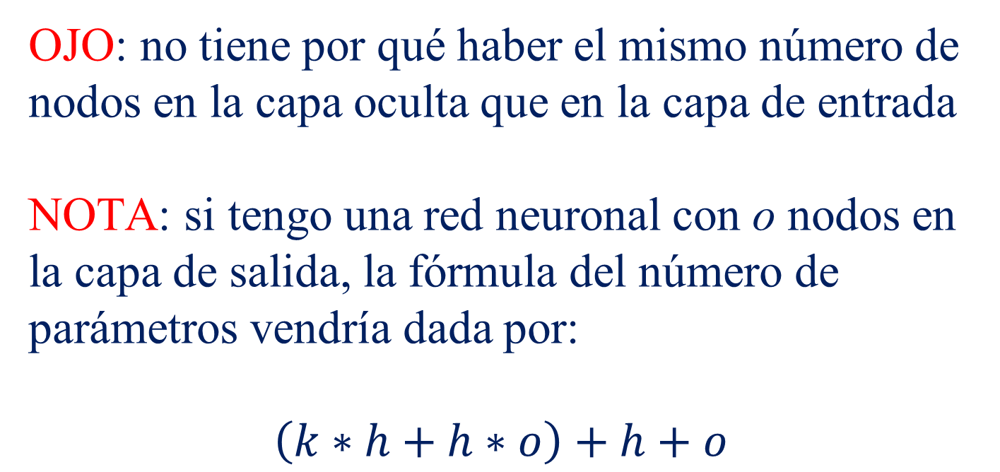 OJO: no tiene por qué haber el mismo número de
nodos en la capa oculta que en la capa de entrada
NOTA: si tengo una red neuronal con o nodos en
la capa de salida, la fórmula del número de
parámetros vendría dada por:
(k * h + h * o) + h + o